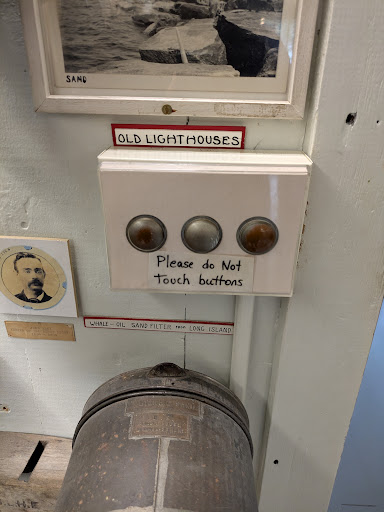 SAND
OLD LIGHTHOUSES
Please do Not
Touch buttons
WHALE-OIL SAND FILTER FROM LONG ISLAND
H.E